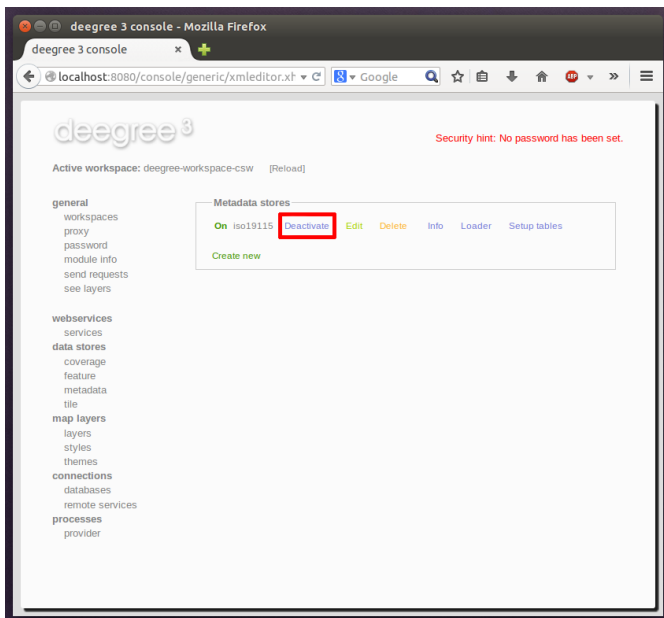 deegree 3 console - Mozilla Firefox
deegree 3 console
localhost:8080/console/generic/xmleditor.xh
Google
ABP
deegree 3
Security hint: No password has been set.
Active workspace: deegree-workspace-csw [Reload]
general
workspaces
proxy
password
module info
send requests
see layers
webservices
services
data stores
coverage
feature
metadata
tile
map layers
layers
styles
themes
connections
databases
remote services
processes
provider
Metadata stores
On iso19115 Deactivate Edit Delete Info Loader Setup tables
Create new